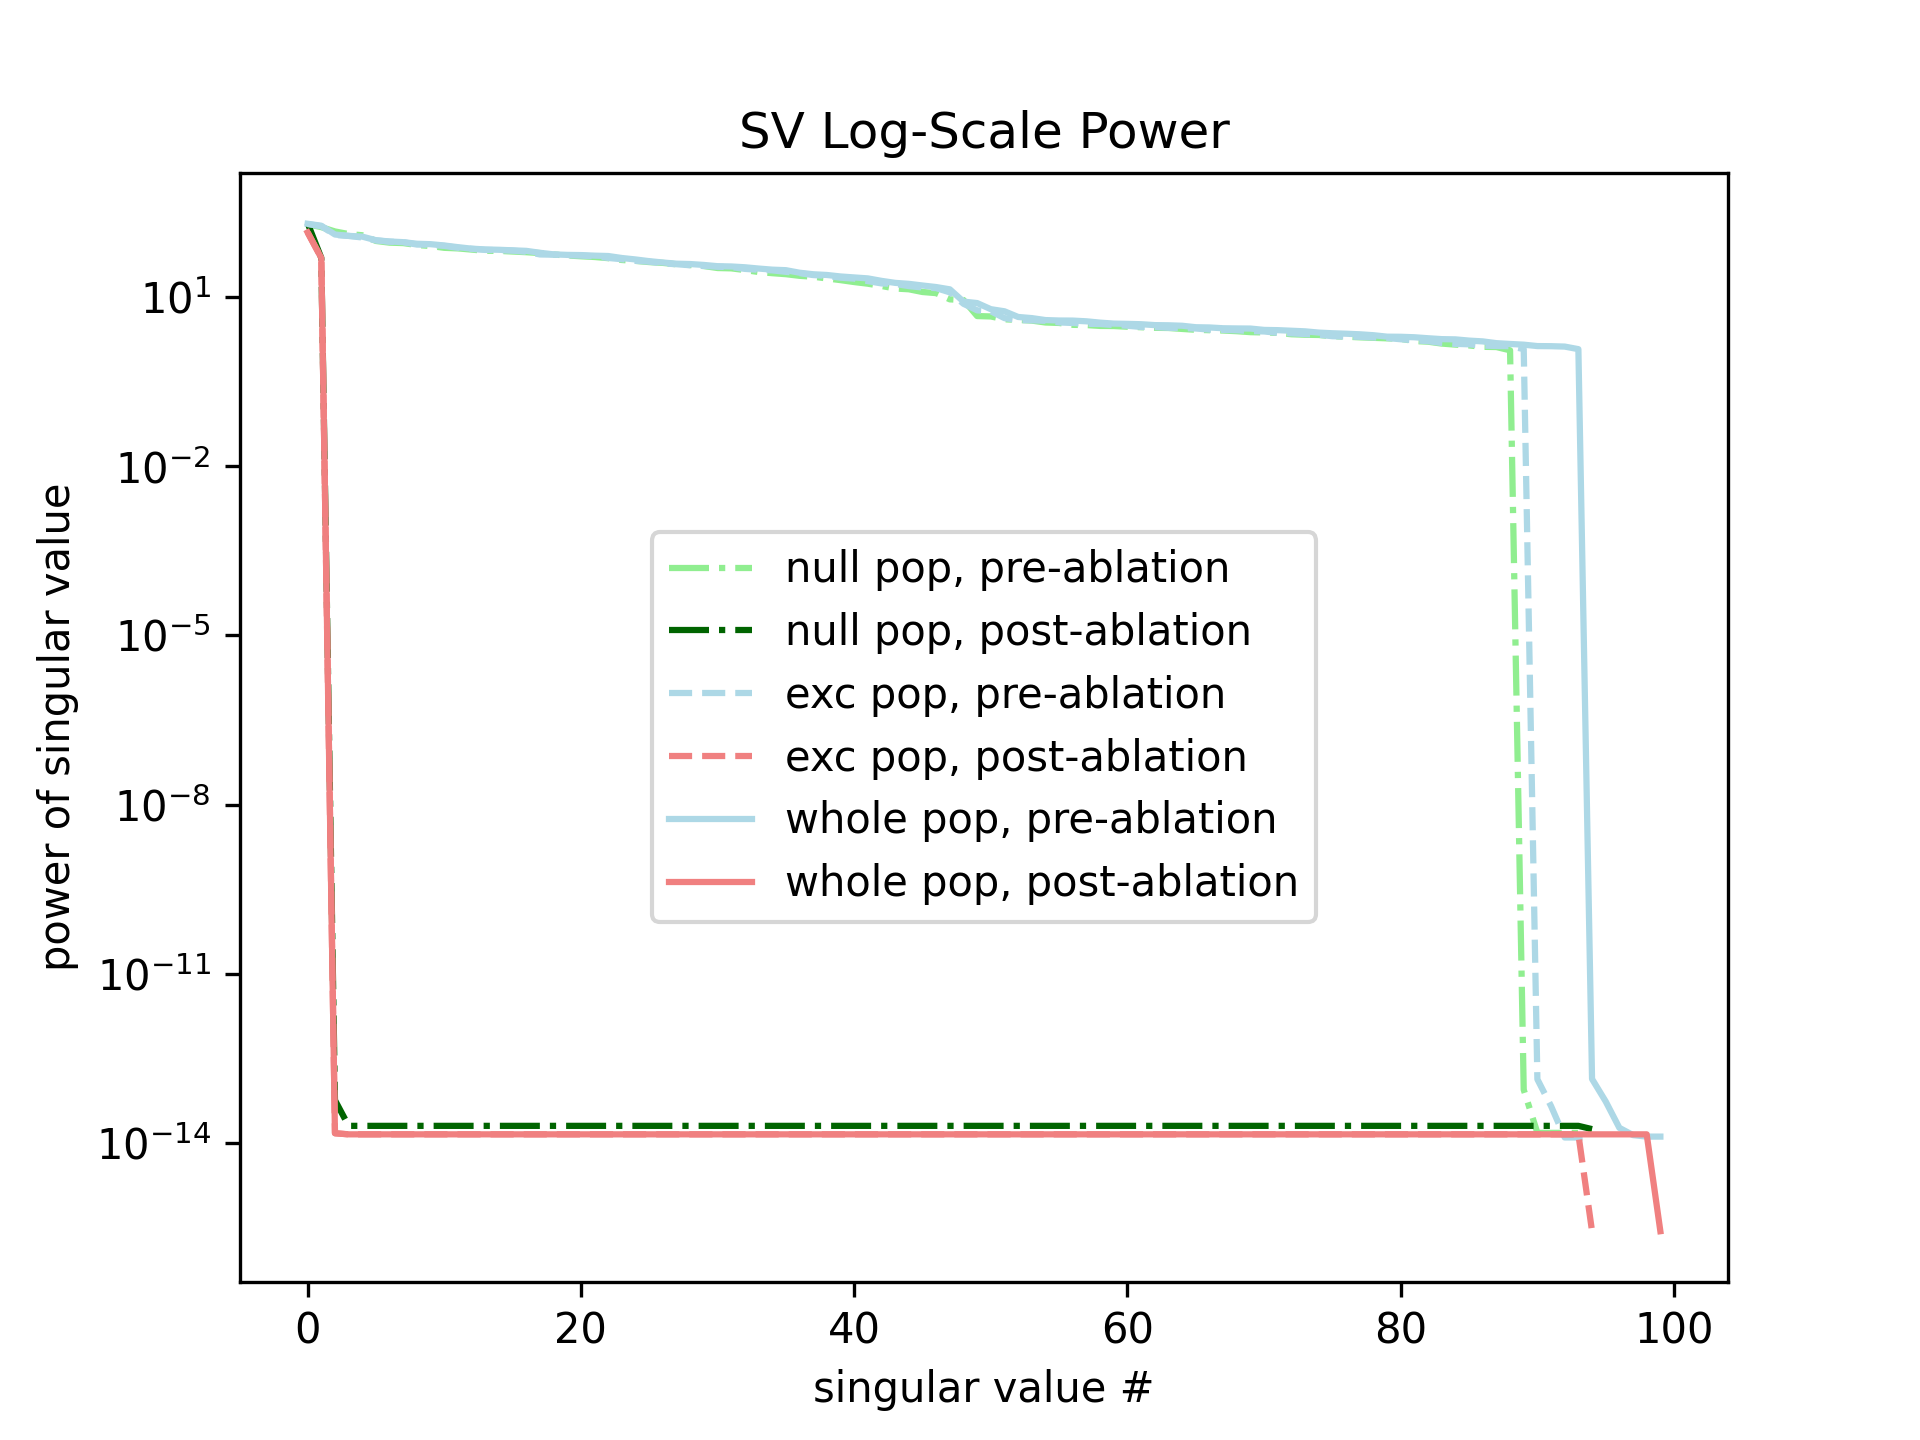 SV Log-Scale Power
power of singular value
10¹
10⁻²
10⁻⁵
10⁻⁸
10⁻¹¹
10⁻¹⁴
null pop, pre-ablation
null pop, post-ablation
exc pop, pre-ablation
exc pop, post-ablation
whole pop, pre-ablation
whole pop, post-ablation
0 20 40 60 80 100
singular value #